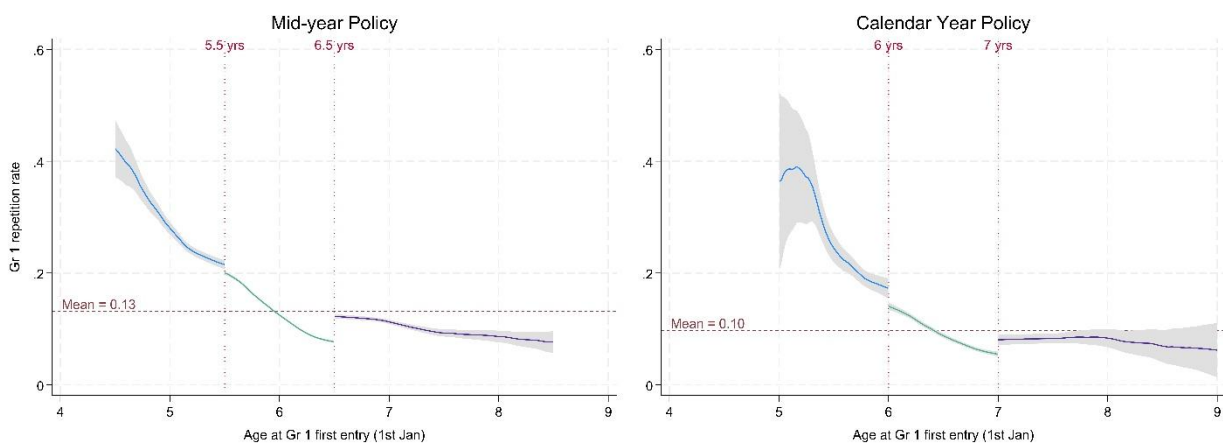 Mid-year Policy
5.5 yrs
6.5 yrs
.6
.4
.2
0
Gr 1 repetition rate
Mean = 0.13
4
5
6
7
8
9
Age at Gr 1 first entry (1st Jan)
Calendar Year Policy
6 yrs
7 yrs
.6
.4
.2
0
Mean = 0.10
4
5
6
7
8
9
Age at Gr 1 first entry (1st Jan)